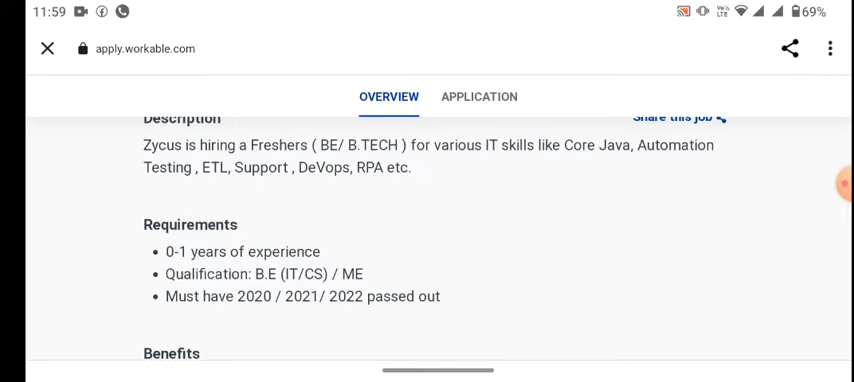 11:59
VoLTE 69%
apply.workable.com
OVERVIEW APPLICATION
Description Share this job
Zycus is hiring a Freshers ( BE/ B.TECH ) for various IT skills like Core Java, Automation
Testing , ETL, Support , DeVops, RPA etc.
Requirements
• 0-1 years of experience
• Qualification: B.E (IT/CS) / ME
• Must have 2020 / 2021/ 2022 passed out
Benefits